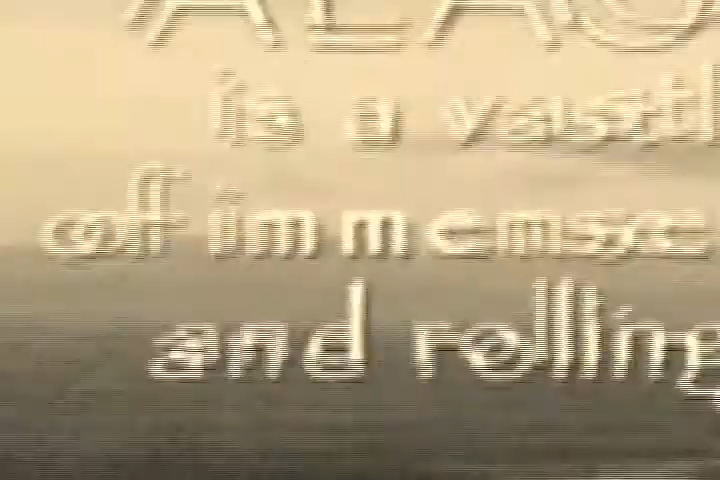 is a vast
of immense
and rolling